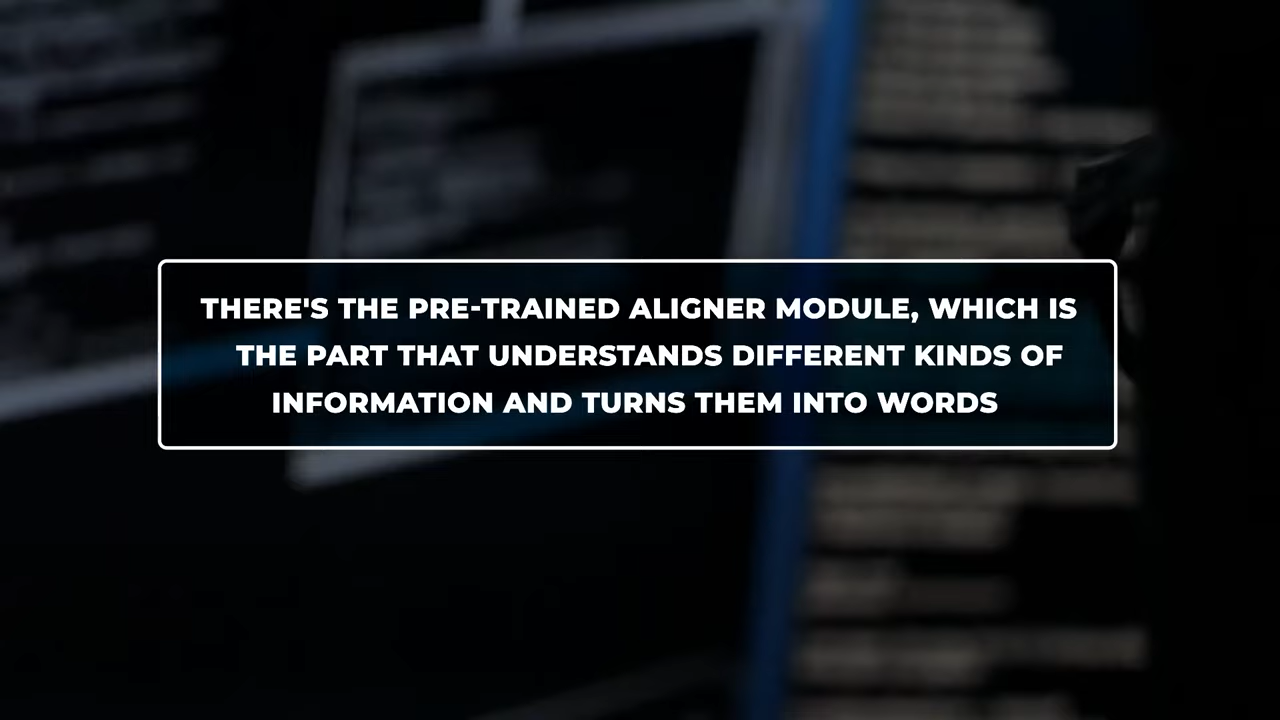 THERE'S THE PRE-TRAINED ALIGNER MODULE, WHICH IS
THE PART THAT UNDERSTANDS DIFFERENT KINDS OF
INFORMATION AND TURNS THEM INTO WORDS